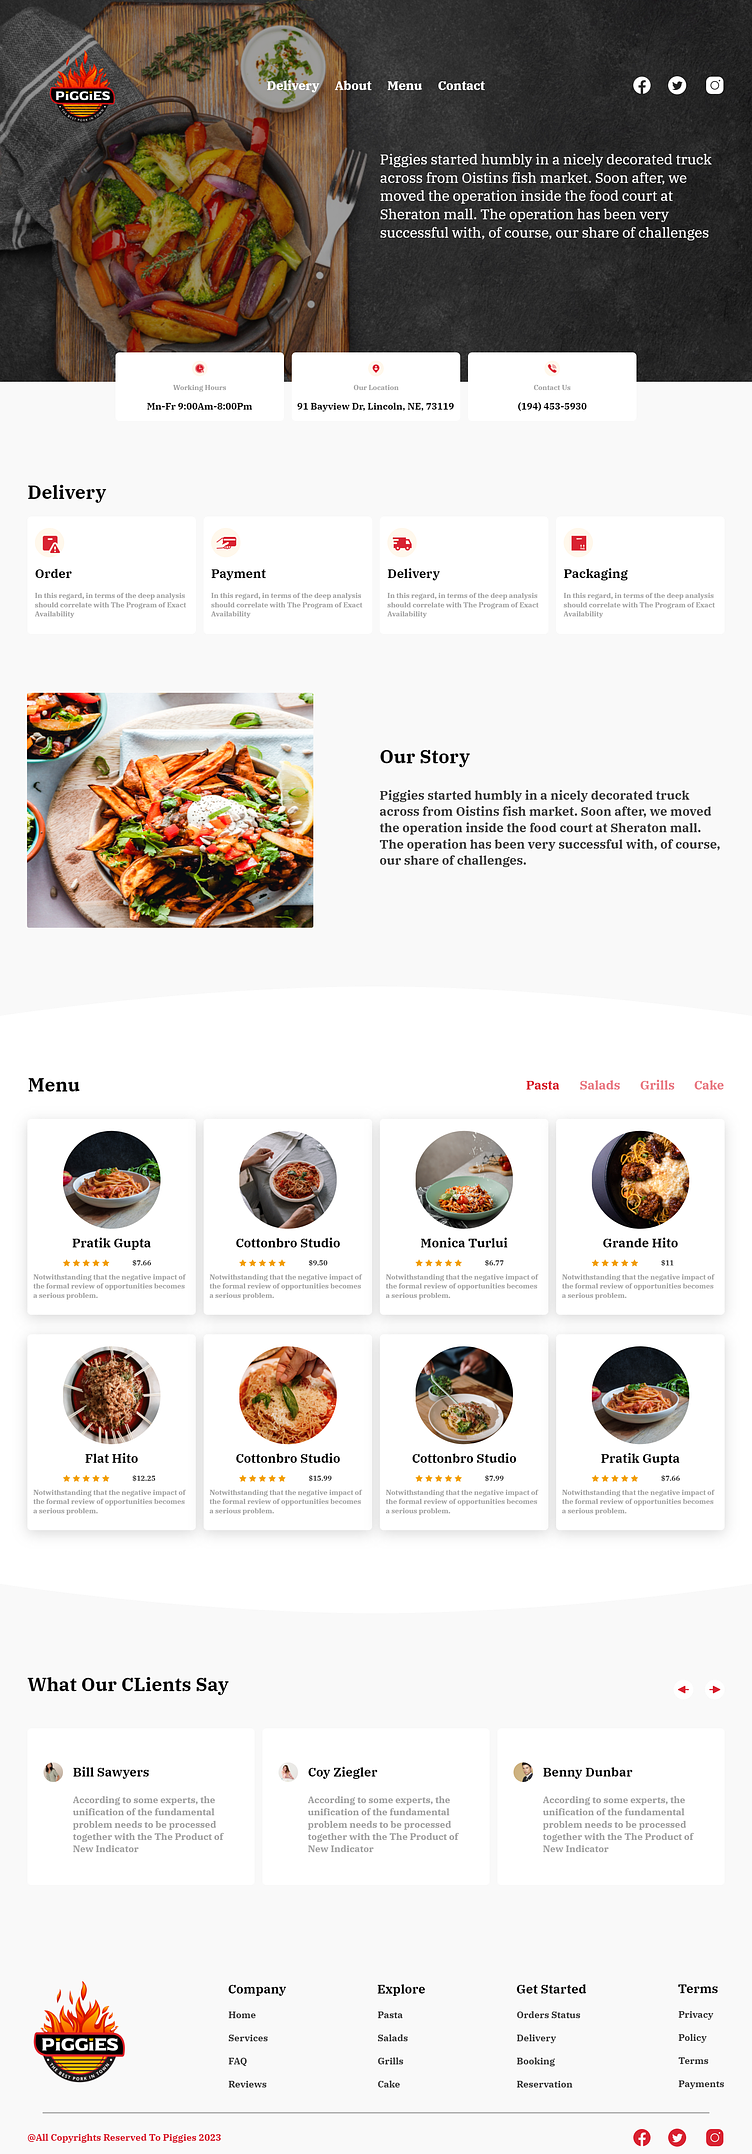 PiGGiES
THE BEST PORK IN TOWN
Delivery About Menu Contact
Piggies started humbly in a nicely decorated truck
across from Oistins fish market. Soon after, we
moved the operation inside the food court at
Sheraton mall. The operation has been very
successful with, of course, our share of challenges
Working Hours
Mn-Fr 9:00Am-8:00Pm
Our Location
91 Bayview Dr, Lincoln, NE, 73119
Contact Us
(194) 453-5930
Delivery
Order
In this regard, in terms of the deep analysis
should correlate with The Program of Exact
Availability
Payment
In this regard, in terms of the deep analysis
should correlate with The Program of Exact
Availability
Delivery
In this regard, in terms of the deep analysis
should correlate with The Program of Exact
Availability
Packaging
In this regard, in terms of the deep analysis
should correlate with The Program of Exact
Availability
Our Story
Piggies started humbly in a nicely decorated truck
across from Oistins fish market. Soon after, we moved
the operation inside the food court at Sheraton mall.
The operation has been very successful with, of course,
our share of challenges.
Menu
Pasta Salads Grills Cake
Pratik Gupta
$7.66
Notwithstanding that the negative impact of
the formal review of opportunities becomes
a serious problem.
Cottonbro Studio
$9.50
Notwithstanding that the negative impact of
the formal review of opportunities becomes
a serious problem.
Monica Turlui
$6.77
Notwithstanding that the negative impact of
the formal review of opportunities becomes
a serious problem.
Grande Hito
$11
Notwithstanding that the negative impact of
the formal review of opportunities becomes
a serious problem.
Flat Hito
$12.25
Notwithstanding that the negative impact of
the formal review of opportunities becomes
a serious problem.
Cottonbro Studio
$15.99
Notwithstanding that the negative impact of
the formal review of opportunities becomes
a serious problem.
Cottonbro Studio
$7.99
Notwithstanding that the negative impact of
the formal review of opportunities becomes
a serious problem.
Pratik Gupta
$7.66
Notwithstanding that the negative impact of
the formal review of opportunities becomes
a serious problem.
What Our CLients Say
Bill Sawyers
According to some experts, the
unification of the fundamental
problem needs to be processed
together with the The Product of
New Indicator
Coy Ziegler
According to some experts, the
unification of the fundamental
problem needs to be processed
together with the The Product of
New Indicator
Benny Dunbar
According to some experts, the
unification of the fundamental
problem needs to be processed
together with the The Product of
New Indicator
PiGGiES
THE BEST PORK IN TOWN
Company
Home
Services
FAQ
Reviews
Explore
Pasta
Salads
Grills
Cake
Get Started
Orders Status
Delivery
Booking
Reservation
Terms
Privacy
Policy
Terms
Payments
@All Copyrights Reserved To Piggies 2023